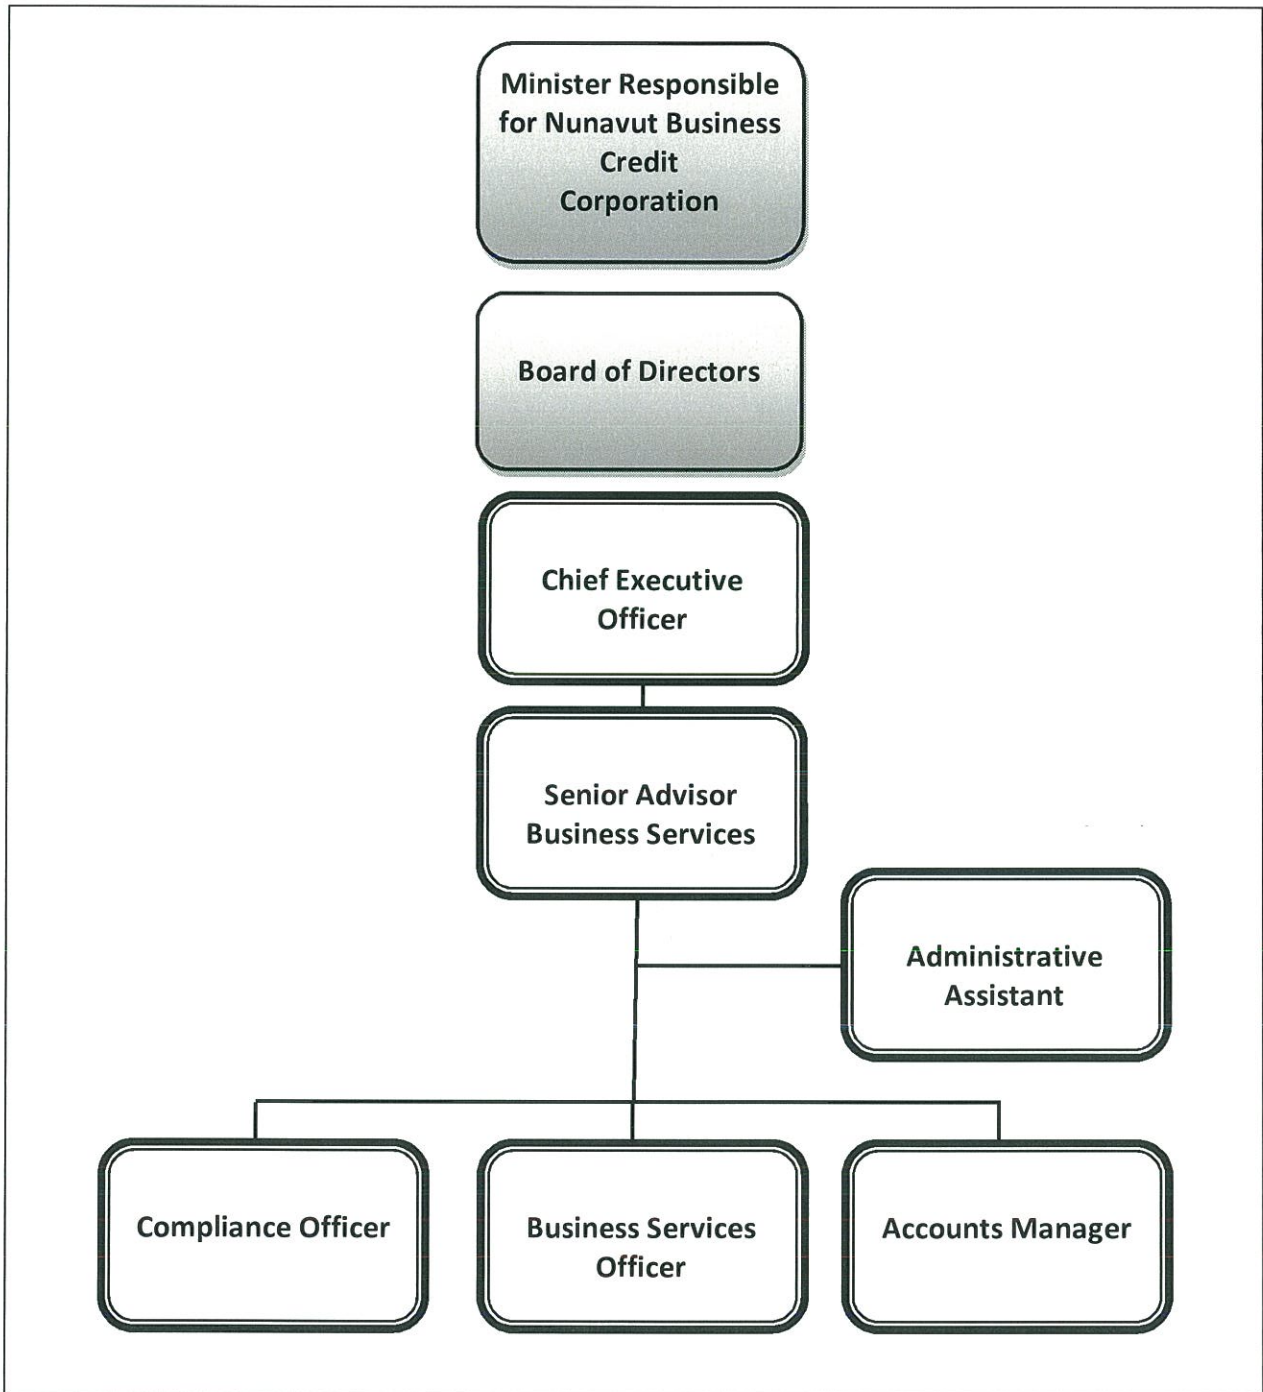 Minister Responsible
for Nunavut Business
Credit
Corporation
Board of Directors
Chief Executive
Officer
Senior Advisor
Business Services
Administrative
Assistant
Compliance Officer
Business Services
Officer
Accounts Manager